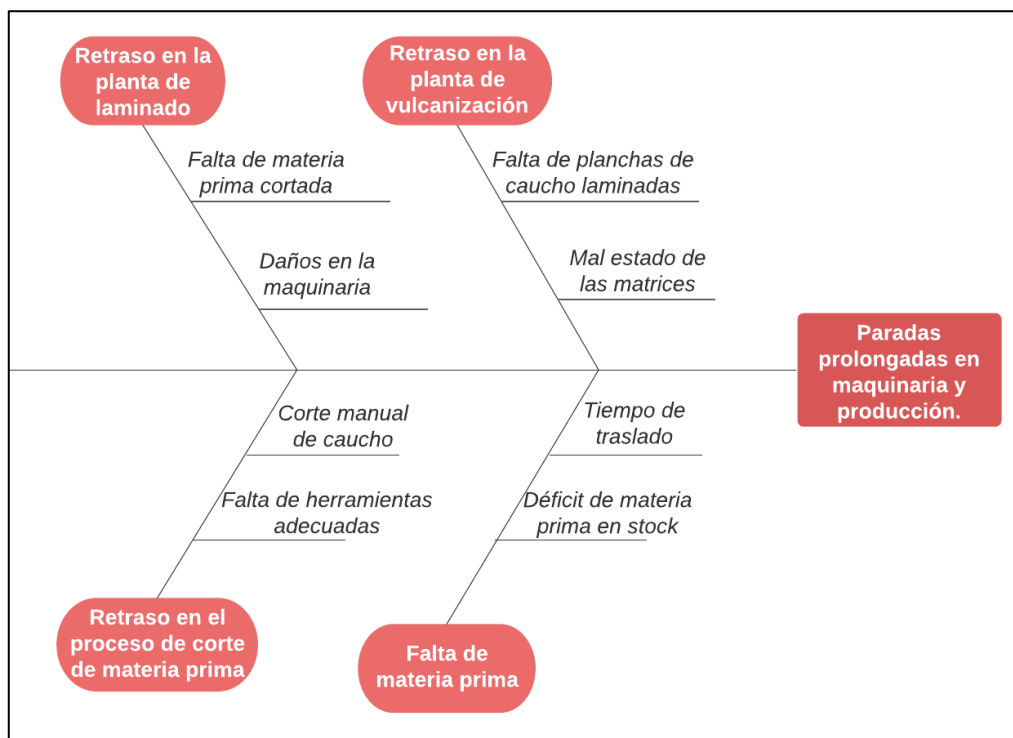 Retraso en la
planta de
laminado
Retraso en la
planta de
vulcanización
Falta de materia
prima cortada
Falta de planchas de
caucho laminadas
Daños en la
maquinaria
Mal estado de
las matrices
Paradas
prolongadas en
maquinaria y
producción.
Corte manual
de caucho
Tiempo de
traslado
Falta de herramientas
adecuadas
Déficit de materia
prima en stock
Retraso en el
proceso de corte
de materia prima
Falta de
materia prima